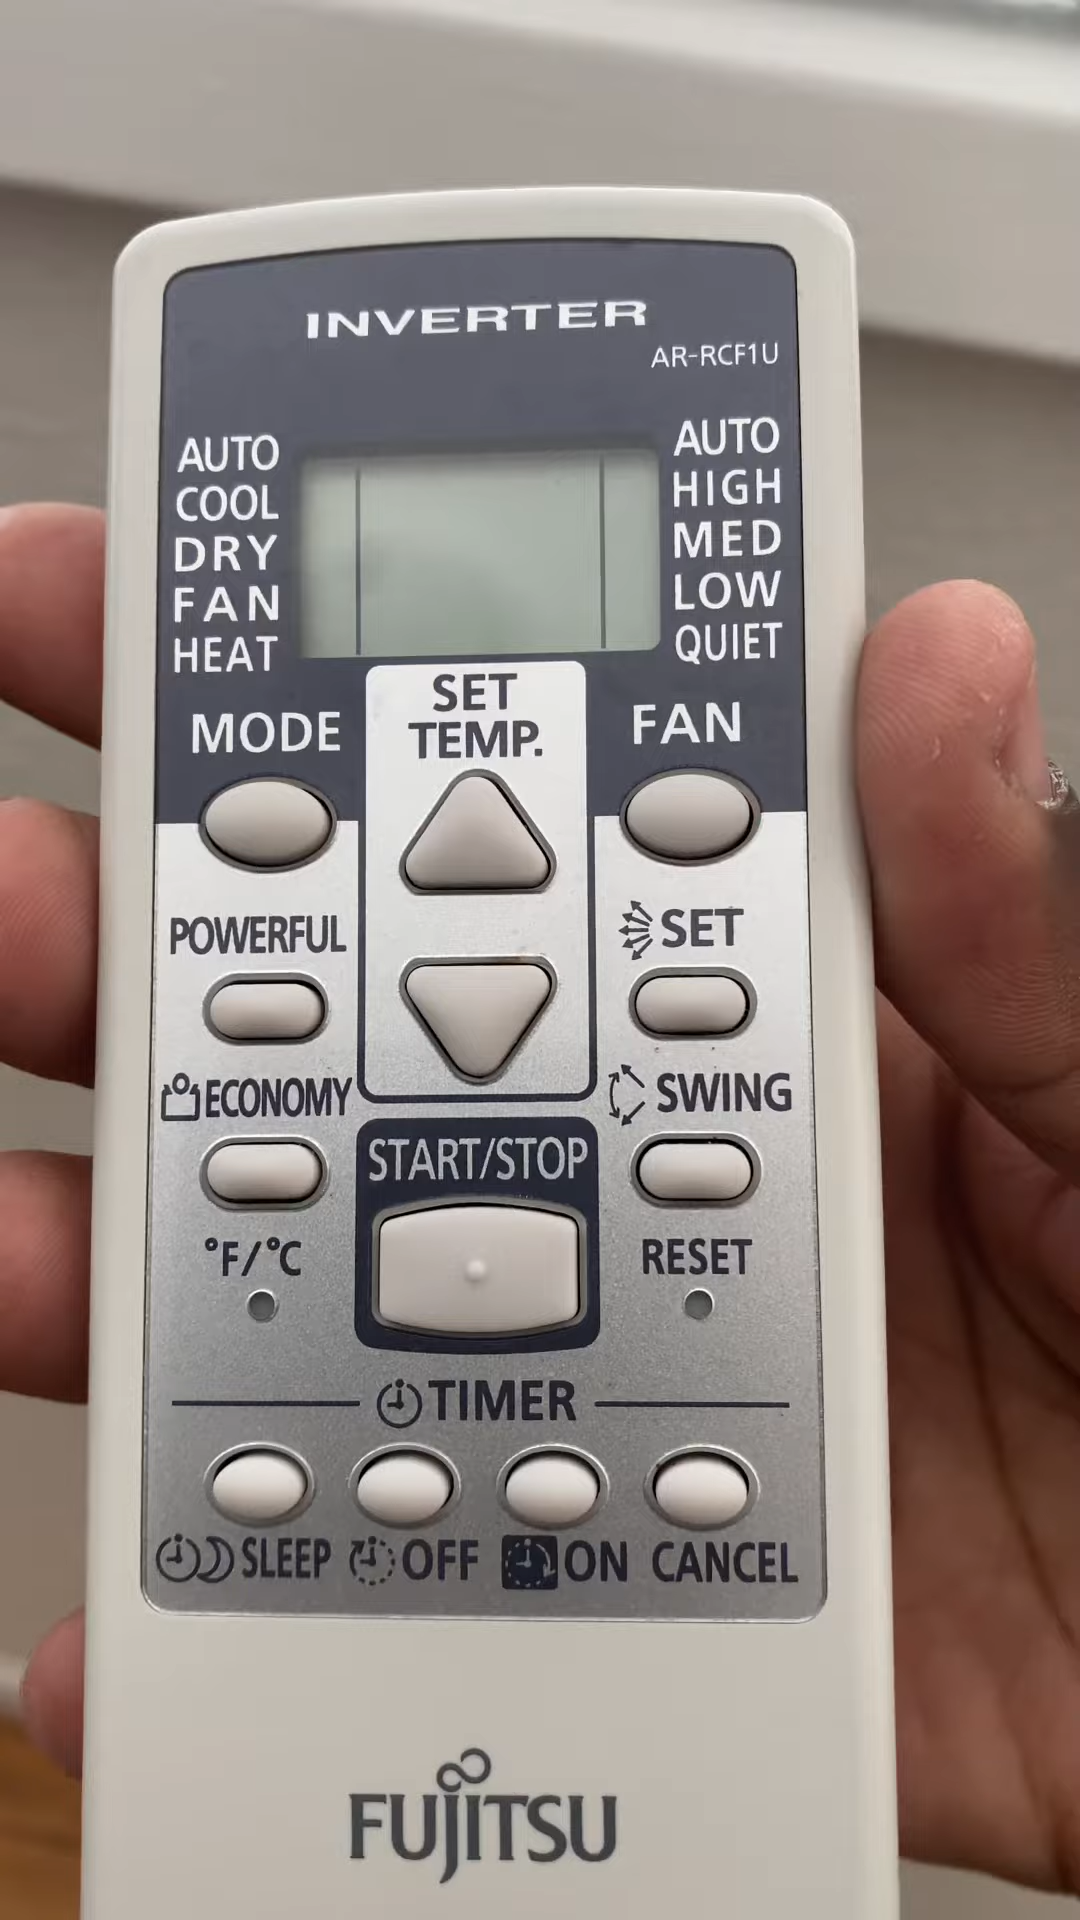 INVERTER
AR-RCF1U
AUTO
COOL
DRY
FAN
HEAT
AUTO
HIGH
MED
LOW
QUIET
MODE
SET
TEMP.
FAN
POWERFUL
SET
ECONOMY
SWING
START/STOP
°F/°C
RESET
TIMER
SLEEP OFF ON CANCEL
FUJITSU